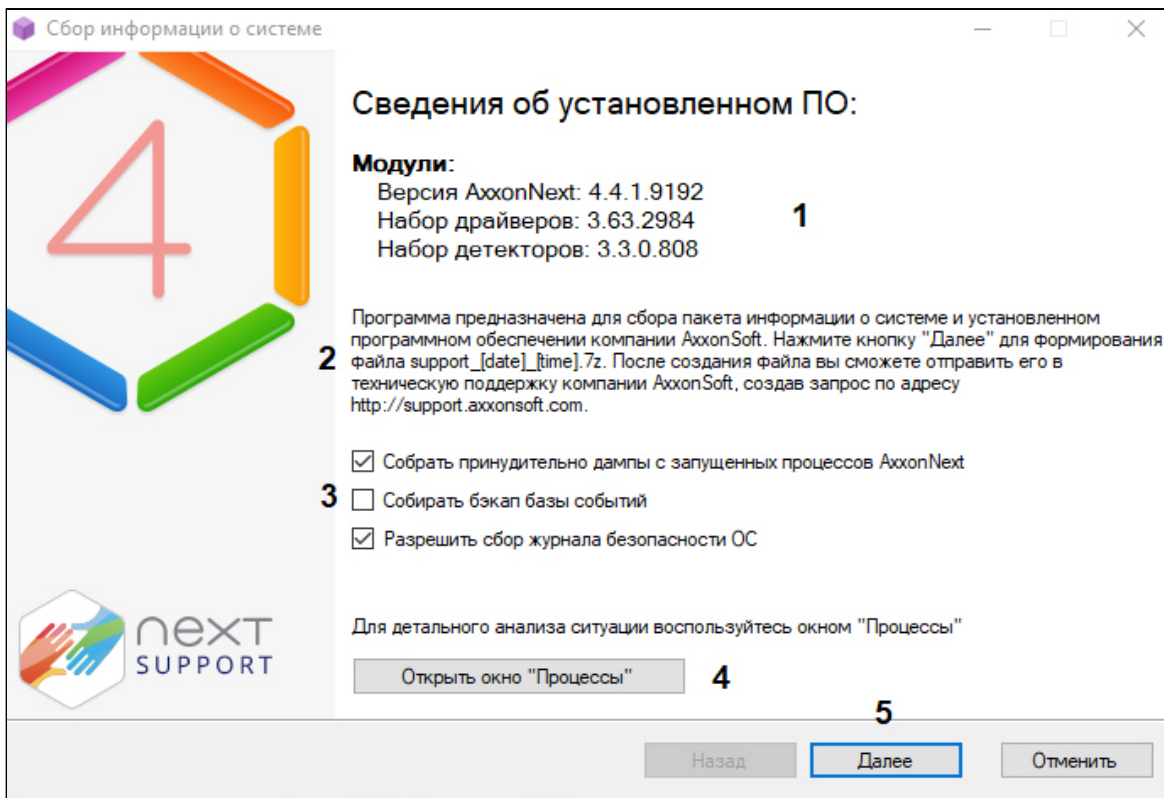 Сбор информации о системе
4
Сведения об установленном ПО:
Модули:
Версия AxxonNext: 4.4.1.9192
Набор драйверов: 3.63.2984
1
Набор детекторов: 3.3.0.808
Программа предназначена для сбора пакета информации о системе и установленном
программном обеспечении компании AxxonSoft. Нажмите кнопку "Далее" для формирования
2 файла support_[date]_[time].7z. После создания файла вы сможете отправить его в
техническую поддержку компании AxxonSoft, создав запрос по адресу
http://support.axxonsoft.com.
Собрать принудительно дампы с запущенных процессов AxxonNext
3 Собирать бэкап базы событий
Разрешить сбор журнала безопасности ОС
next
SUPPORT
Для детального анализа ситуации воспользуйтесь окном "Процессы"
Открыть окно "Процессы" 4
5
Назад Далее Отменить